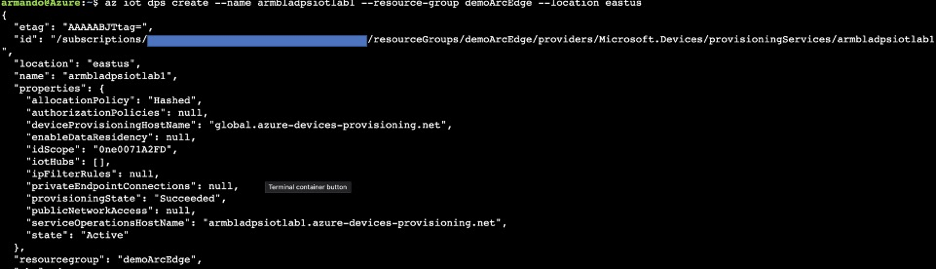 armando@Azure:~$ az iot dps create --name armbladpsiotlab1 --resource-group demoArcEdge --location eastus
{
"etag": "AAAAABJTtag=",
"id": "/subscriptions/ /resourceGroups/demoArcEdge/providers/Microsoft.Devices/provisioningServices/armbladpsiotlab1
",
"location": "eastus",
"name": "armbladpsiotlab1",
"properties": {
"allocationPolicy": "Hashed",
"authorizationPolicies": null,
"deviceProvisioningHostName": "global.azure-devices-provisioning.net",
"enableDataResidency": null,
"idScope": "0ne0071A2FD",
"iotHubs": [],
"ipFilterRules": null,
"privateEndpointConnections": null,
Terminal container button
"provisioningState": "Succeeded",
"publicNetworkAccess": null,
"serviceOperationsHostName": "armbladpsiotlab1.azure-devices-provisioning.net",
"state": "Active"
},
"resourcegroup": "demoArcEdge",